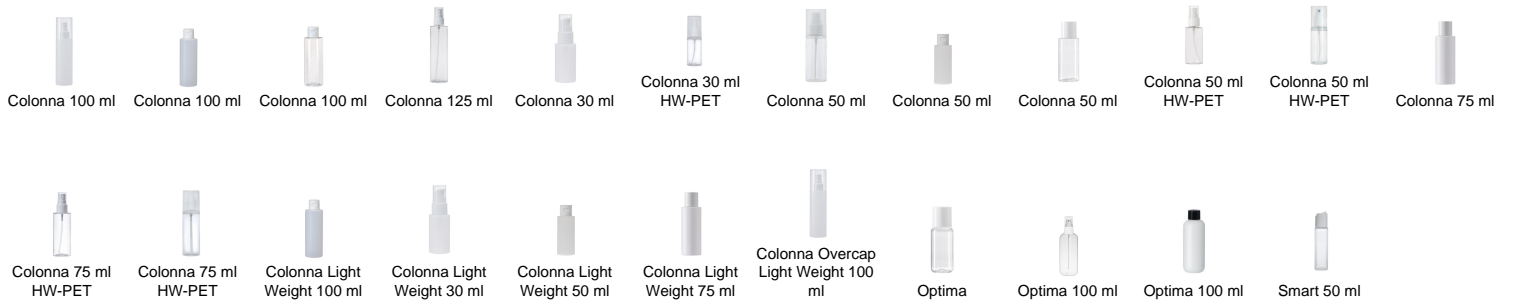 Colonna 100 ml
Colonna 100 ml
Colonna 100 ml
Colonna 125 ml
Colonna 30 ml
Colonna 30 ml
HW-PET
Colonna 50 ml
Colonna 50 ml
Colonna 50 ml
Colonna 50 ml
HW-PET
Colonna 50 ml
HW-PET
Colonna 75 ml
Colonna 75 ml
HW-PET
Colonna 75 ml
HW-PET
Colonna Light
Weight 100 ml
Colonna Light
Weight 30 ml
Colonna Light
Weight 50 ml
Colonna Light
Weight 75 ml
Colonna Overcap
Light Weight 100
ml
Optima
Optima 100 ml
Optima 100 ml
Smart 50 ml